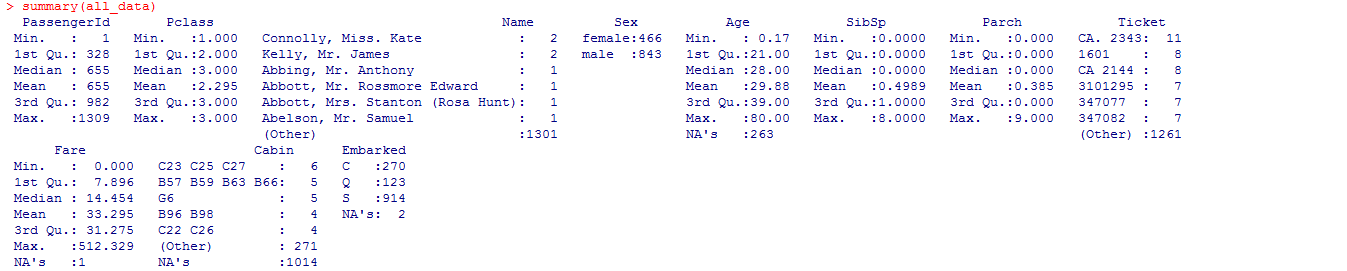 > summary(all_data)
PassengerId Pclass Name Sex Age SibSp Parch Ticket
Min. : 1 Min. :1.000 Connolly, Miss. Kate : 2 female:466 Min. : 0.17 Min. :0.0000 Min. :0.000 CA. 2343: 11
1st Qu.: 328 1st Qu.:2.000 Kelly, Mr. James : 2 male :843 1st Qu.:21.00 1st Qu.:0.0000 1st Qu.:0.000 1601 : 8
Median : 655 Median :3.000 Abbing, Mr. Anthony : 1 Median :28.00 Median :0.0000 Median :0.000 CA 2144 : 8
Mean : 655 Mean :2.295 Abbott, Mr. Rossmore Edward : 1 Mean :29.88 Mean :0.4989 Mean :0.385 3101295 : 7
3rd Qu.: 982 3rd Qu.:3.000 Abbott, Mrs. Stanton (Rosa Hunt): 1 3rd Qu.:39.00 3rd Qu.:1.0000 3rd Qu.:0.000 347077 : 7
Max. :1309 Max. :3.000 Abelson, Mr. Samuel : 1 Max. :80.00 Max. :8.0000 Max. :9.000 347082 : 7
(Other) :1301 NA's :263 (Other) :1261
Fare Cabin Embarked
Min. : 0.000 C23 C25 C27 : 6 C :270
1st Qu.: 7.896 B57 B59 B63 B66: 5 Q :123
Median : 14.454 G6 : 5 S :914
Mean : 33.295 B96 B98 : 4 NA's: 2
3rd Qu.: 31.275 C22 C26 : 4
Max. :512.329 (Other) : 271
NA's :1 NA's :1014